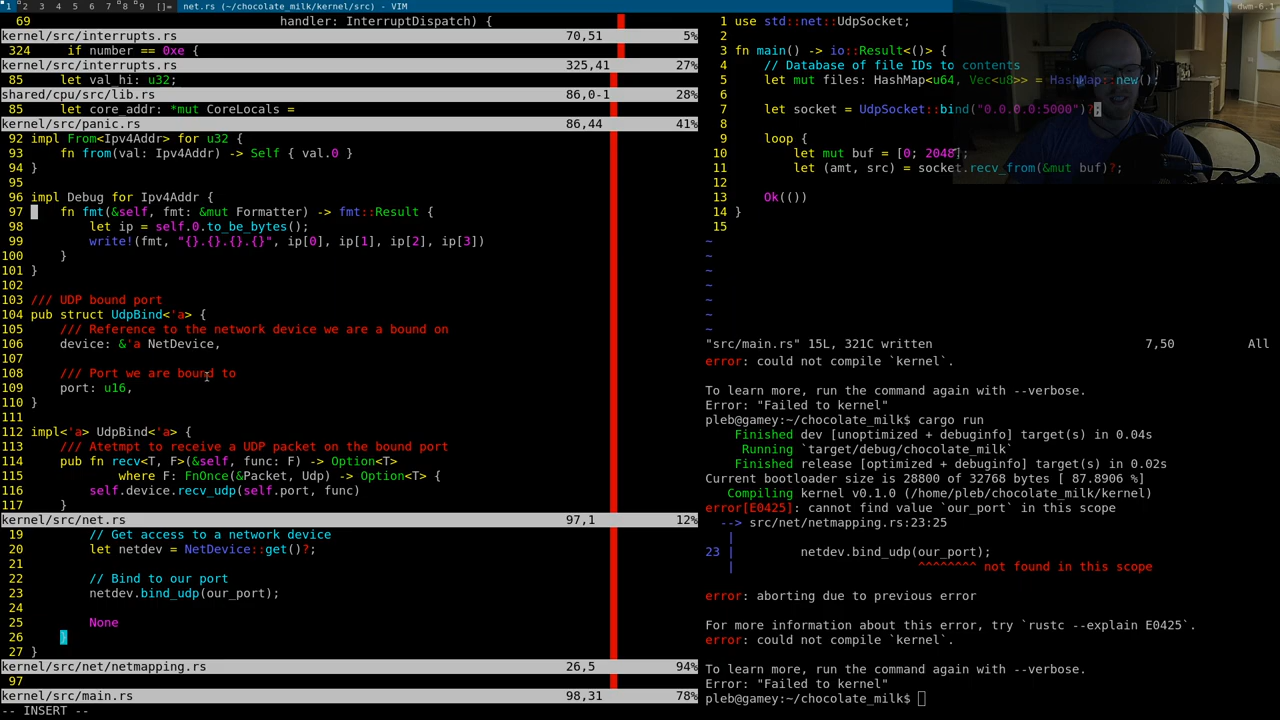 1 2 3 4 5 6 7 8 9 []= net.rs (~/chocolate_milk/kernel/src) - VIM dwm-6.1
69 handler: InterruptDispatch) {
kernel/src/interrupts.rs 70,51 5%
324 if number == 0xe {
kernel/src/interrupts.rs 325,41 27%
85 let val_hi: u32;
shared/cpu/src/lib.rs 86,0-1 28%
85 let core_addr: *mut CoreLocals =
kernel/src/panic.rs 86,44 41%
92 impl From<Ipv4Addr> for u32 {
93 fn from(val: Ipv4Addr) -> Self { val.0 }
94 }
95
96 impl Debug for Ipv4Addr {
97 fn fmt(&self, fmt: &mut Formatter) -> fmt::Result {
98 let ip = self.0.to_be_bytes();
99 write!(fmt, "{}.{}.{}.{}", ip[0], ip[1], ip[2], ip[3])
100 }
101 }
102
103 /// UDP bound port
104 pub struct UdpBind<'a> {
105 /// Reference to the network device we are a bound on
106 device: &'a NetDevice,
107
108 /// Port we are bound to
109 port: u16,
110 }
111
112 impl<'a> UdpBind<'a> {
113 /// Atetmpt to receive a UDP packet on the bound port
114 pub fn recv<T, F>(&self, func: F) -> Option<T>
115 where F: FnOnce(&Packet, Udp) -> Option<T> {
116 self.device.recv_udp(self.port, func)
117 }
kernel/src/net.rs 97,1 12%
19 // Get access to a network device
20 let netdev = NetDevice::get()?;
21
22 // Bind to our port
23 netdev.bind_udp(our_port);
24
25 None
26 }
27 }
kernel/src/net/netmapping.rs 26,5 94%
97
kernel/src/main.rs 98,31 78%
-- INSERT --
1 use std::net::UdpSocket;
2
3 fn main() -> io::Result<()> {
4 // Database of file IDs to contents
5 let mut files: HashMap<u64, Vec<u8>> = HashMap::new();
6
7 let socket = UdpSocket::bind("0.0.0.0:5000")?;
8
9 loop {
10 let mut buf = [0; 2048];
11 let (amt, src) = socket.recv_from(&mut buf)?;
12
13 Ok(())
14 }
15
~
~
~
~
~
~
~
"src/main.rs" 15L, 321C written 7,50 All
error: could not compile `kernel`.
To learn more, run the command again with --verbose.
Error: "Failed to kernel"
pleb@gamey:~/chocolate_milk$ cargo run
Finished dev [unoptimized + debuginfo] target(s) in 0.04s
Running `target/debug/chocolate_milk`
Finished release [optimized + debuginfo] target(s) in 0.02s
Current bootloader size is 28800 of 32768 bytes [ 87.8906 %]
Compiling kernel v0.1.0 (/home/pleb/chocolate_milk/kernel)
error[E0425]: cannot find value `our_port` in this scope
--> src/net/netmapping.rs:23:25
|
23 | netdev.bind_udp(our_port);
| ^^^^^^^^ not found in this scope
error: aborting due to previous error
For more information about this error, try `rustc --explain E0425`.
error: could not compile `kernel`.
To learn more, run the command again with --verbose.
Error: "Failed to kernel"
pleb@gamey:~/chocolate_milk$